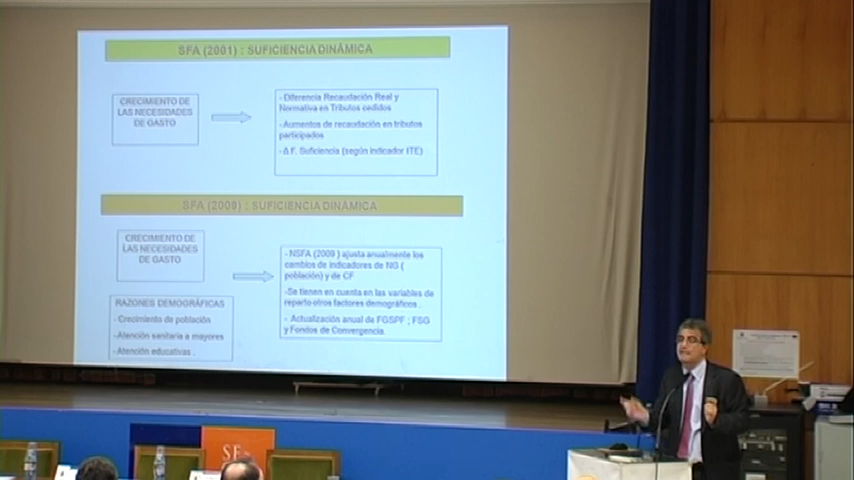 SFA (2001) : SUFICIENCIA DINÁMICA
CRECIMIENTO DE
LAS NECESIDADES
DE GASTO
- Diferencia Recaudación Real y
Normativa en Tributos cedidos
- Aumentos de recaudación en tributos
participados
- Δ F. Suficiencia (según indicador ITE)
SFA (2009) : SUFICIENCIA DINÁMICA
CRECIMIENTO DE
LAS NECESIDADES
DE GASTO
RAZONES DEMOGRÁFICAS
- Crecimiento de población
- Atención sanitaria a mayores
- Atención educativas .
- NSFA (2009 ) ajusta anualmente los
cambios de indicadores de NG (
población) y de CF
-Se tienen en cuenta en las variables de
reparto otros factores demográficos .
- Actualización anual de FGSPF ; FSG
y Fondos de Convergencia.